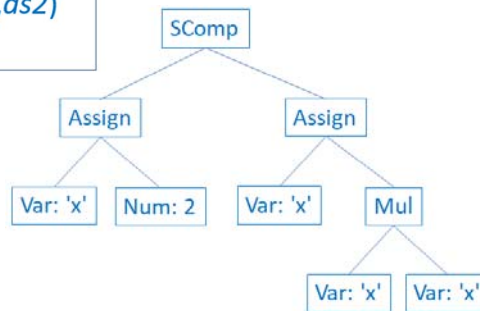 as2)
SComp
Assign Assign
Var: 'x' Num: 2 Var: 'x' Mul
Var: 'x' Var: 'x'